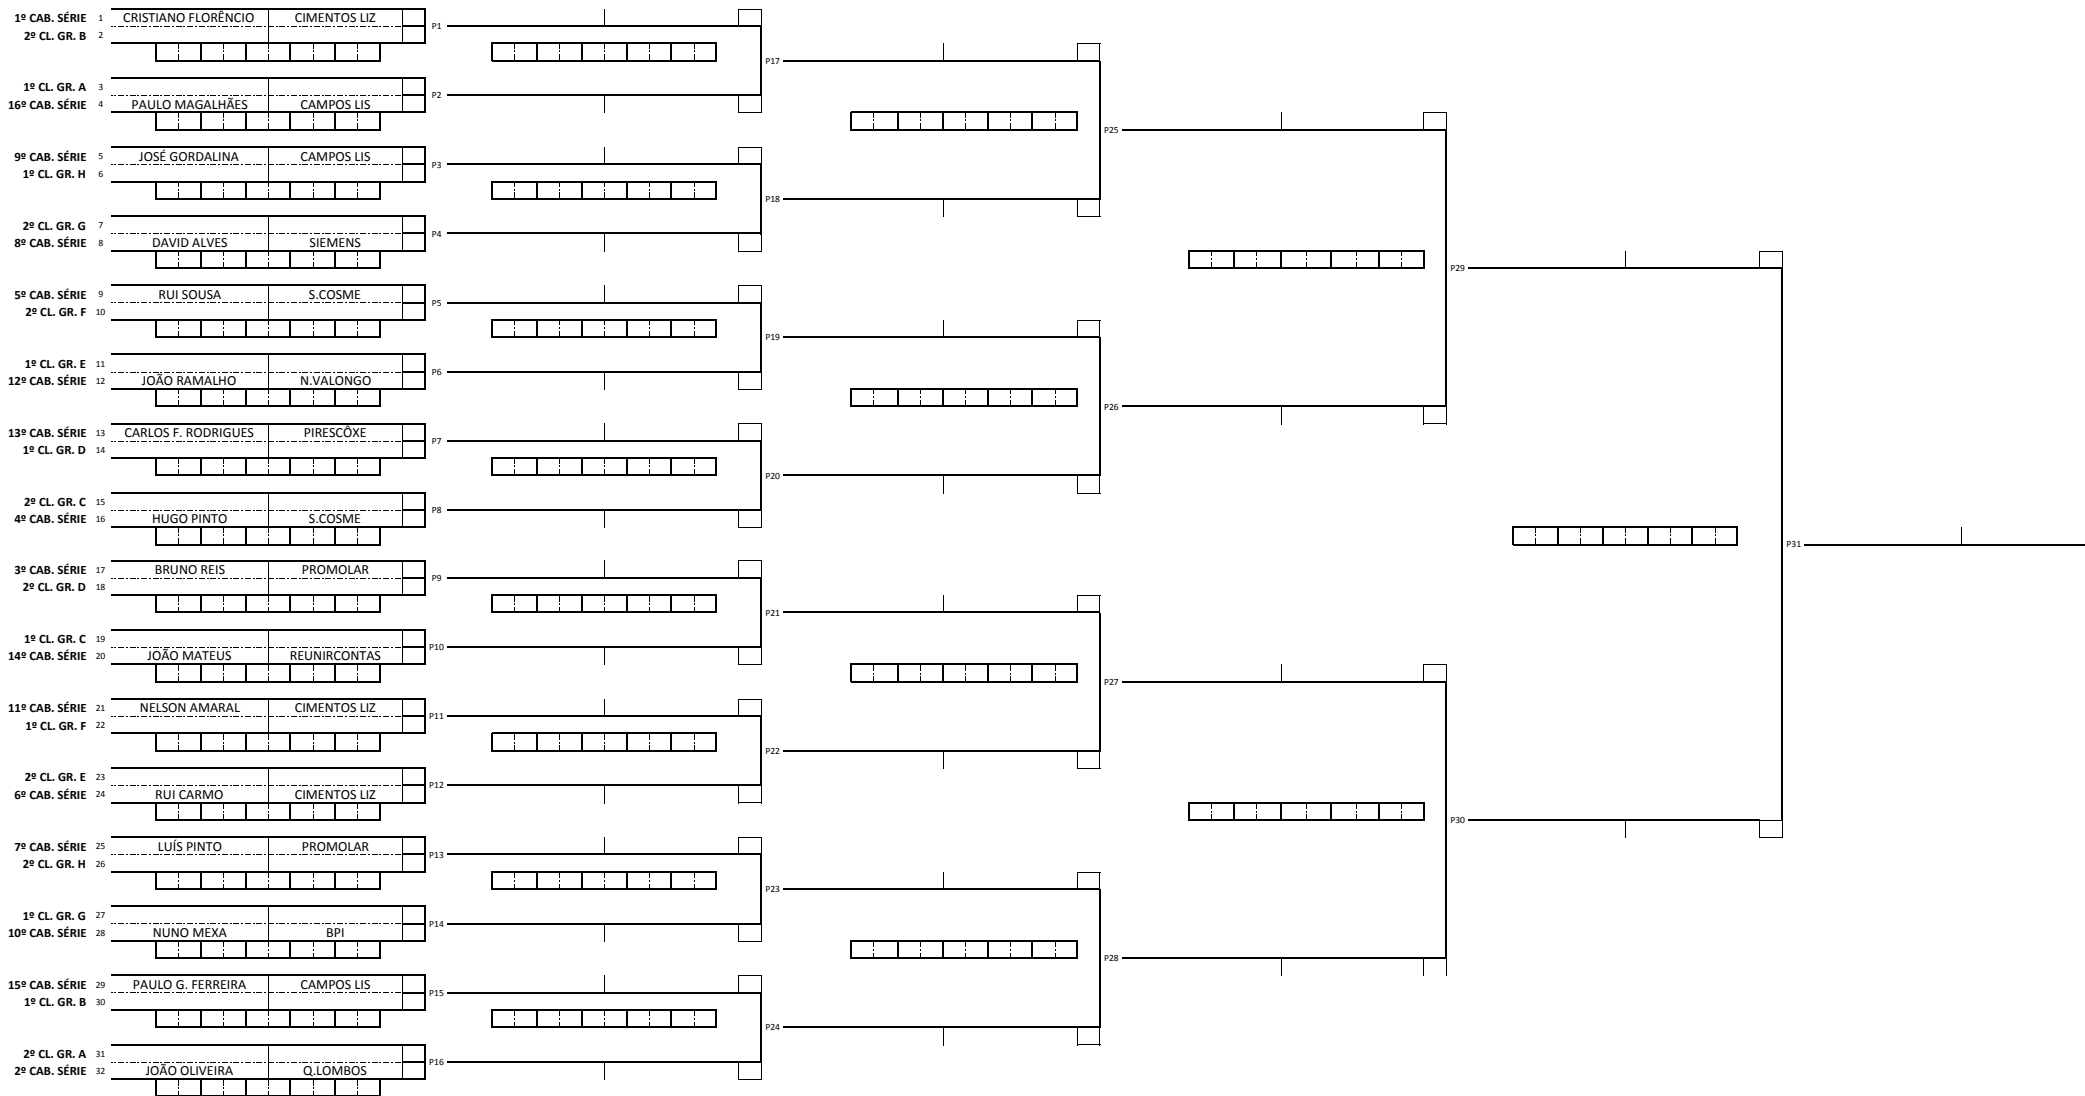 1º CAB. SÉRIE 1 CRISTIANO FLORÊNCIO CIMENTOS LIZ P1
2º CL. GR. B 2
P17
1º CL. GR. A 3
P2
16º CAB. SÉRIE 4 PAULO MAGALHÃES CAMPOS LIS
P25
9º CAB. SÉRIE 5 JOSÉ GORDALINA CAMPOS LIS P3
1º CL. GR. H 6
P18
2º CL. GR. G 7
P4
8º CAB. SÉRIE 8 DAVID ALVES SIEMENS
P29
5º CAB. SÉRIE 9 RUI SOUSA S.COSME P5
2º CL. GR. F 10
P19
1º CL. GR. E 11
P6
12º CAB. SÉRIE 12 JOÃO RAMALHO N.VALONGO
P26
13º CAB. SÉRIE 13 CARLOS F. RODRIGUES PIRESCÔXE P7
1º CL. GR. D 14
P20
2º CL. GR. C 15
P8
4º CAB. SÉRIE 16 HUGO PINTO S.COSME
P31
3º CAB. SÉRIE 17 BRUNO REIS PROMOLAR P9
2º CL. GR. D 18
P21
1º CL. GR. C 19
P10
14º CAB. SÉRIE 20 JOÃO MATEUS REUNIRCONTAS
P27
11º CAB. SÉRIE 21 NELSON AMARAL CIMENTOS LIZ P11
1º CL. GR. F 22
P22
2º CL. GR. E 23
P12
6º CAB. SÉRIE 24 RUI CARMO CIMENTOS LIZ
P30
7º CAB. SÉRIE 25 LUÍS PINTO PROMOLAR P13
2º CL. GR. H 26
P23
1º CL. GR. G 27
P14
10º CAB. SÉRIE 28 NUNO MEXA BPI
P28
15º CAB. SÉRIE 29 PAULO G. FERREIRA CAMPOS LIS P15
1º CL. GR. B 30
P24
2º CL. GR. A 31
P16
2º CAB. SÉRIE 32 JOÃO OLIVEIRA Q.LOMBOS